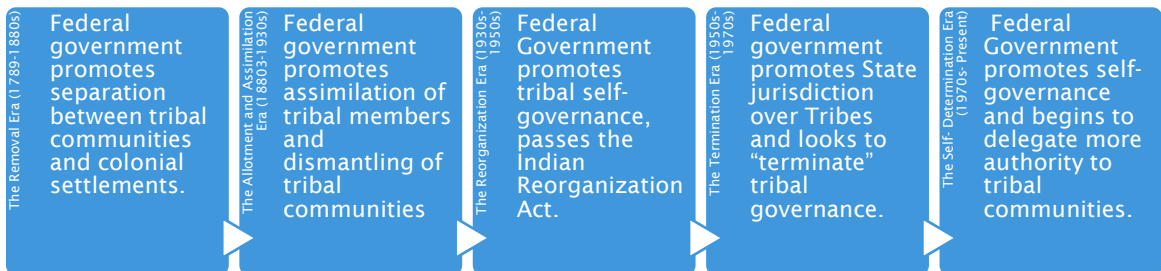 The Removal Era (1789-1880s)
Federal
government
promotes
separation
between tribal
communities
and colonial
settlements.
The Allotment and Assimilation
Era (18803-1930s)
Federal
government
promotes
assimilation of
tribal members
and
dismantling of
tribal
communities
The Reorganization Era (1930s-
1950s)
Federal
Government
promotes
tribal self-
governance,
passes the
Indian
Reorganization
Act.
The Termination Era (1950s-
1970s)
Federal
government
promotes State
jurisdiction
over Tribes
and looks to
“terminate”
tribal
governance.
The Self- Determination Era
(1970s- Present)
Federal
Government
promotes self-
governance
and begins to
delegate more
authority to
tribal
communities.